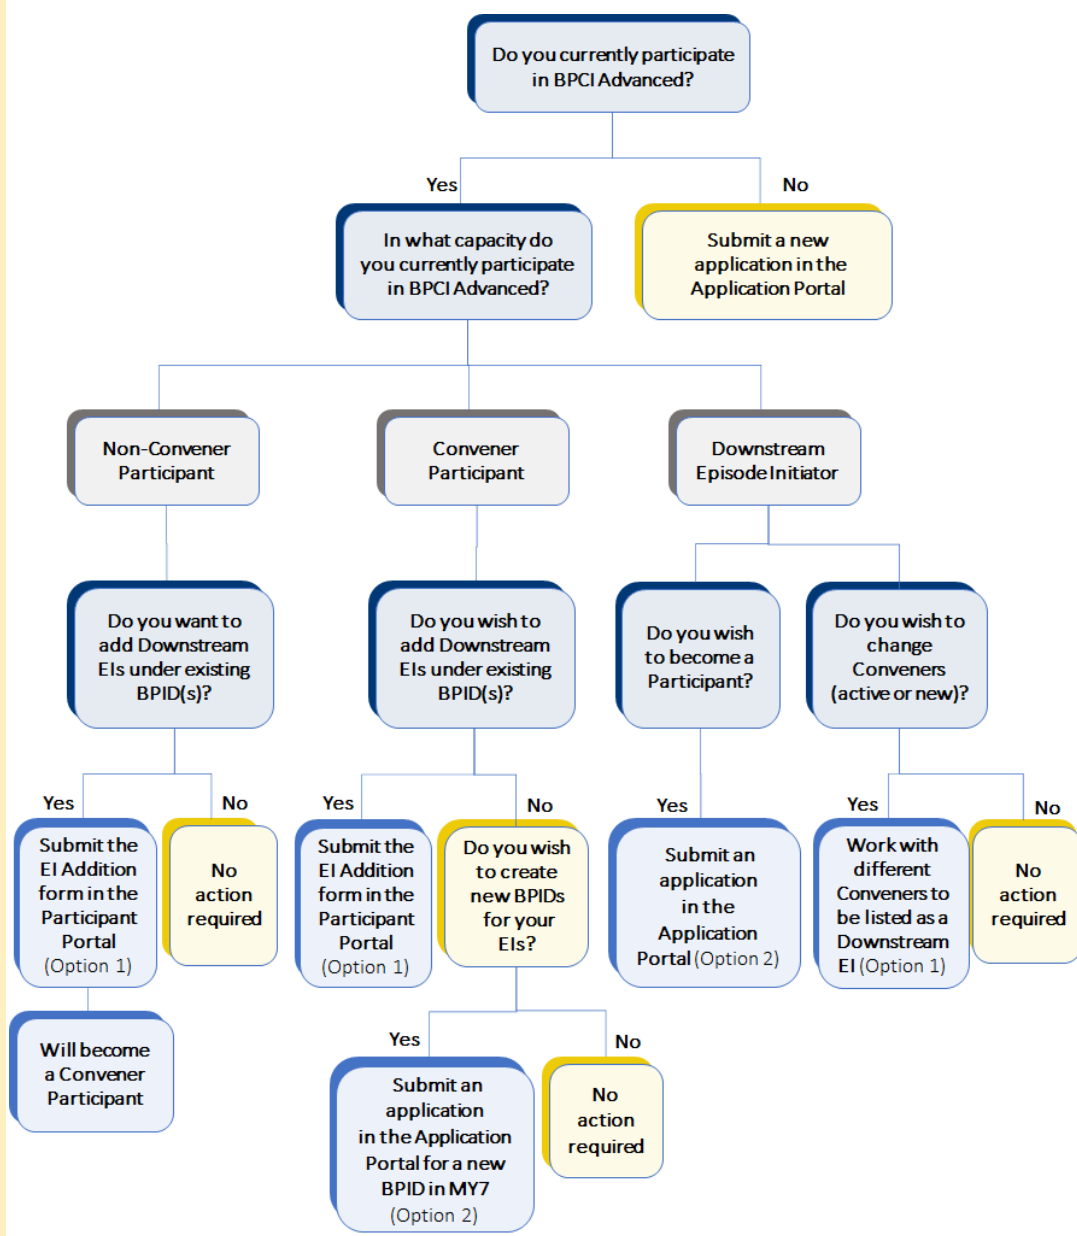 Do you currently participate
in BPCI Advanced?
Yes
No
In what capacity do
you currently participate
in BPCI Advanced?
Submit a new
application in the
Application Portal
Non-Convener
Participant
Convener
Participant
Downstream
Episode Initiator
Do you want to
add Downstream
EIs under existing
BPID(s)?
Do you wish to
add Downstream
EIs under existing
BPID(s)?
Do you wish
to become a
Participant?
Do you wish to
change
Conveners
(active or new)?
Yes
No
Yes
No
Yes
Yes
No
Submit the
EI Addition
form in the
Participant
Portal
(Option 1)
No
action
required
Submit the
EI Addition
form in the
Participant
Portal
(Option 1)
Do you wish
to create
new BPIDs
for your
EIs?
Submit an
application
in the
Application
Portal (Option 2)
Work with
different
Conveners to
be listed as a
Downstream
EI (Option 1)
No
action
required
Will become
a Convener
Participant
Yes
No
Submit an
application
in the Application
Portal for a new
BPID in MY7
(Option 2)
No
action
required